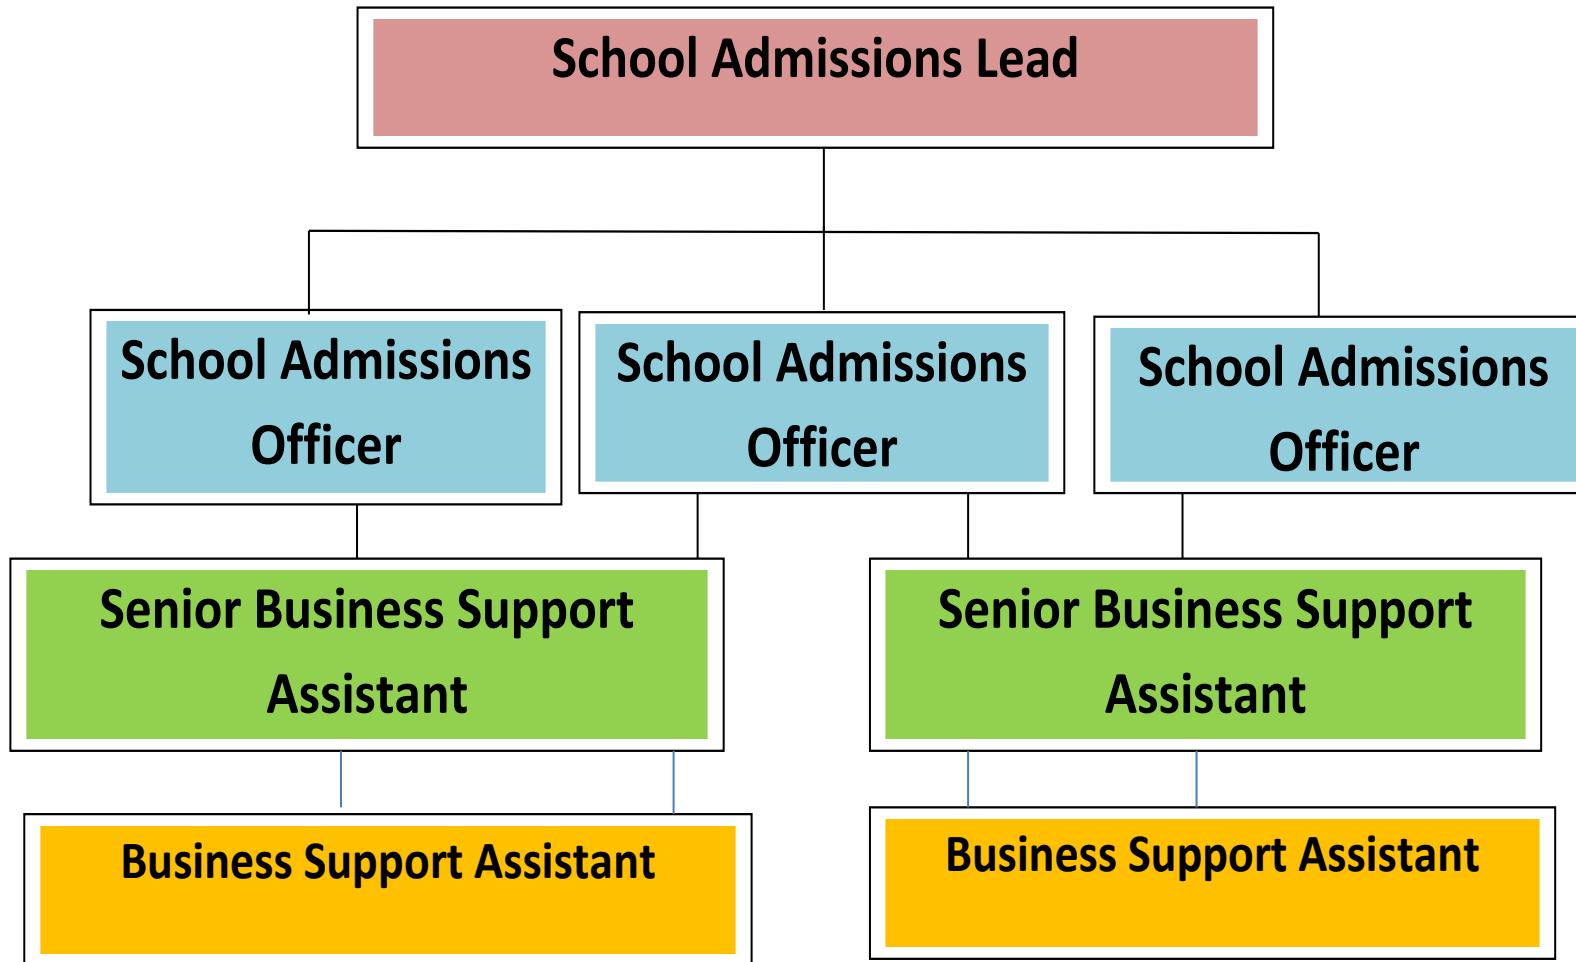 School Admissions Lead
School Admissions
Officer
School Admissions
Officer
School Admissions
Officer
Senior Business Support
Assistant
Senior Business Support
Assistant
Business Support Assistant
Business Support Assistant